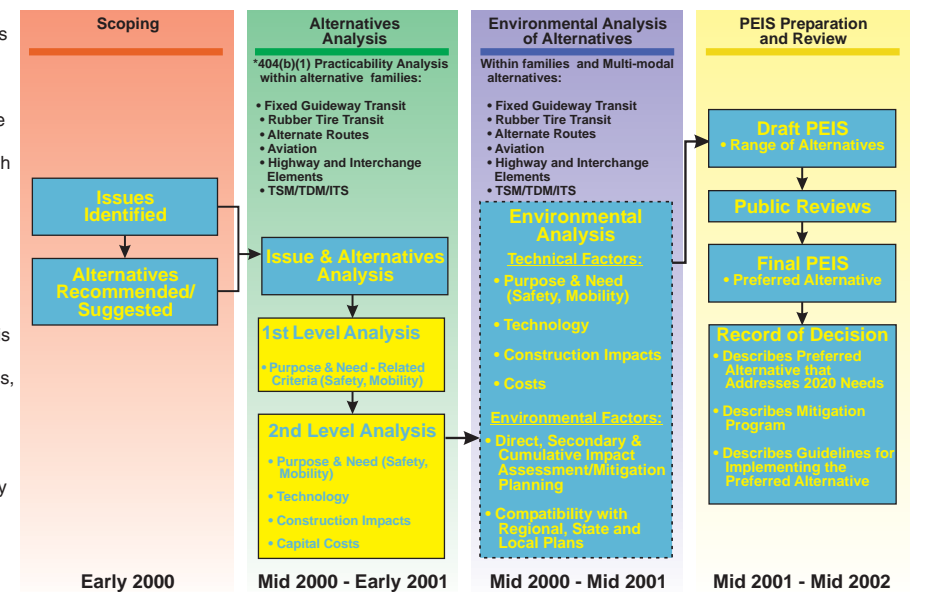 s
e
h
s
s,
y
Scoping
Issues
Identified
Alternatives
Recommended/
Suggested
Early 2000
Alternatives
Analysis
*404(b)(1) Practicability Analysis
within alternative families:
• Fixed Guideway Transit
• Rubber Tire Transit
• Alternate Routes
• Aviation
• Highway and Interchange
Elements
• TSM/TDM/ITS
Issue & Alternatives
Analysis
1st Level Analysis
• Purpose & Need - Related
Criteria (Safety, Mobility)
2nd Level Analysis
• Purpose & Need (Safety,
Mobility)
• Technology
• Construction Impacts
• Capital Costs
Mid 2000 - Early 2001
Environmental Analysis
of Alternatives
Within families and Multi-modal
alternatives:
• Fixed Guideway Transit
• Rubber Tire Transit
• Alternate Routes
• Aviation
• Highway and Interchange
Elements
• TSM/TDM/ITS
Environmental
Analysis
Technical Factors:
• Purpose & Need
(Safety, Mobility)
• Technology
• Construction Impacts
• Costs
Environmental Factors:
• Direct, Secondary &
Cumulative Impact
Assessment/Mitigation
Planning
• Compatibility with
Regional, State and
Local Plans
Mid 2000 - Mid 2001
PEIS Preparation
and Review
Draft PEIS
• Range of Alternatives
Public Reviews
Final PEIS
• Preferred Alternative
Record of Decision
• Describes Preferred
Alternative that
Addresses 2020 Needs
• Describes Mitigation
Program
• Describes Guidelines for
Implementing the
Preferred Alternative
Mid 2001 - Mid 2002